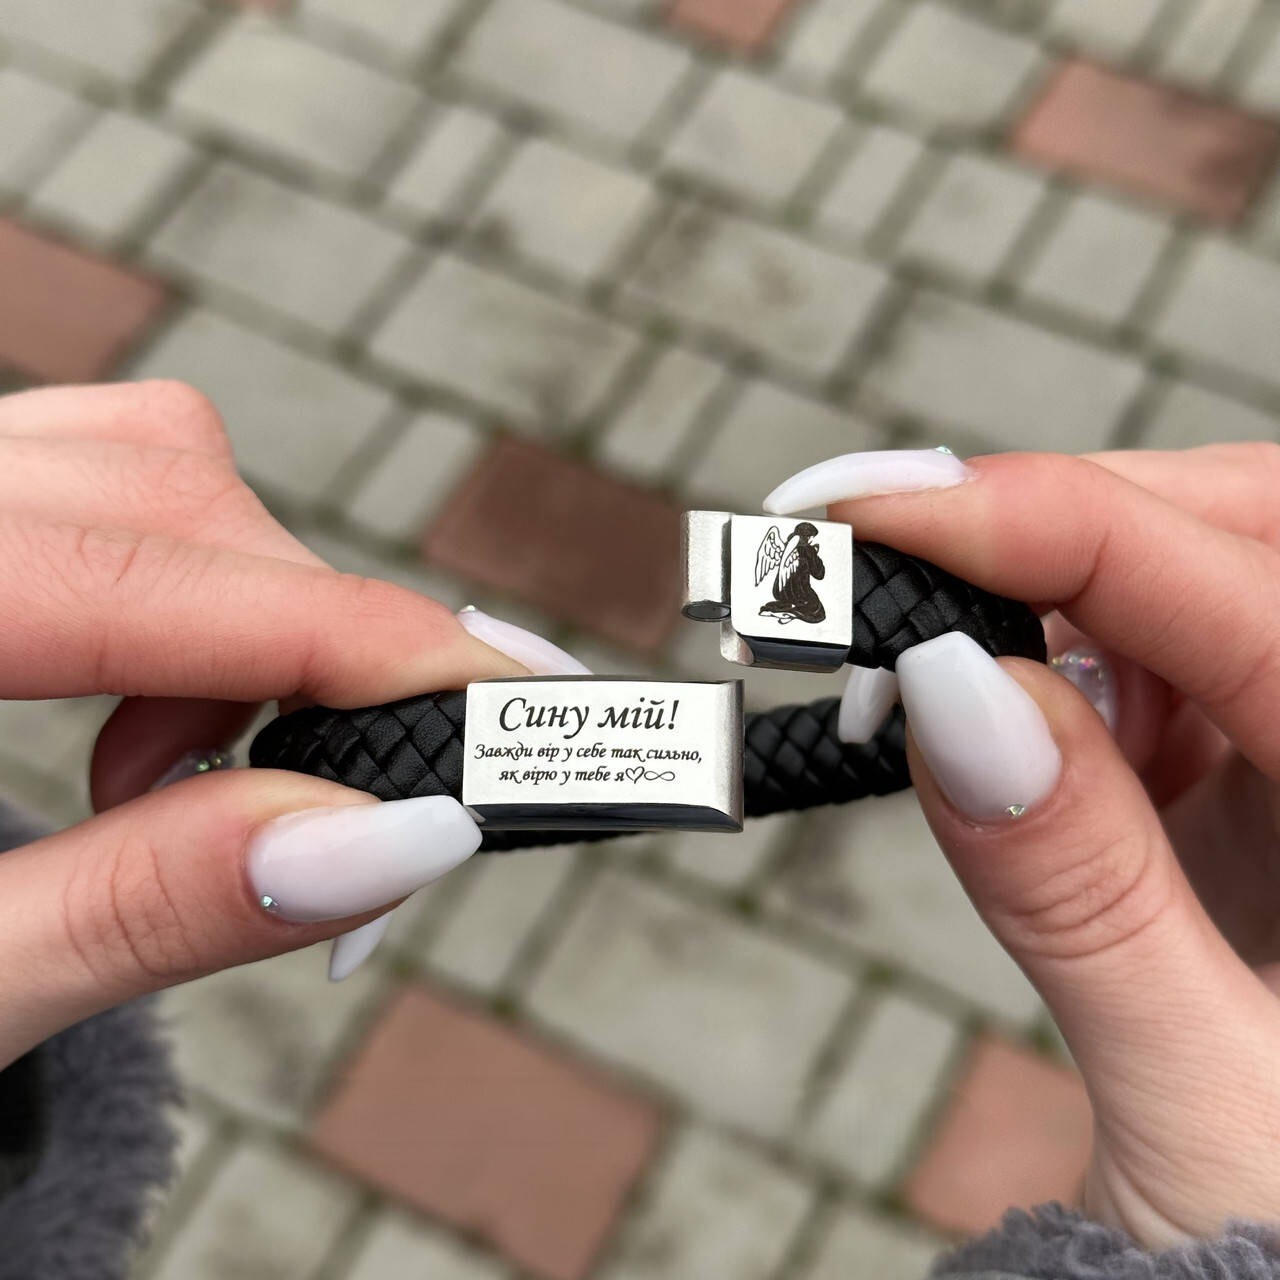 Сину мій!
Завжди вір у себе так сильно,
як вірю у тебе я♡∞